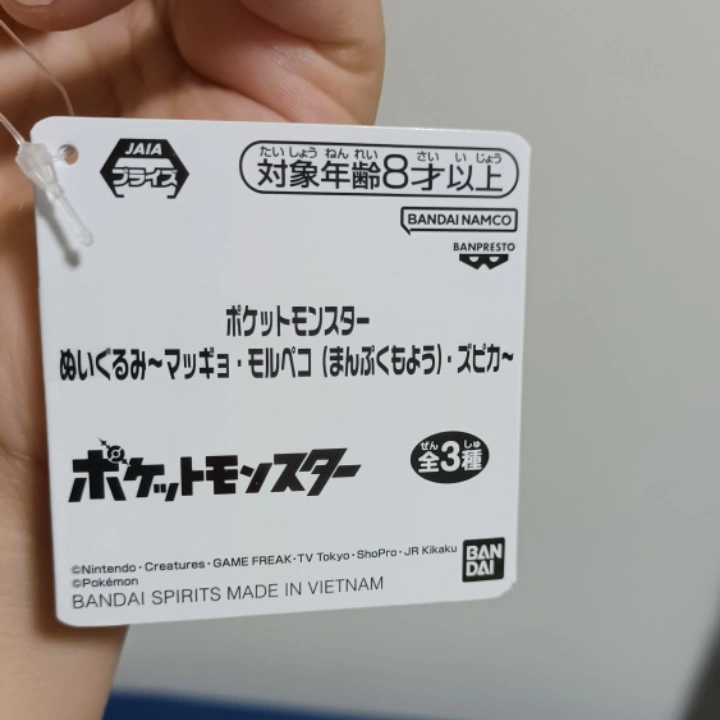 JAIA
プライズ
たいしょうねんれい さい いじょう
対象年齢8才以上
BANDAI NAMCO
BANPRESTO
ポケットモンスター
ぬいぐるみ~マッギョ・モルペコ(まんぷくもよう)・ズピカ~
ポケットモンスター
ぜん しゅ
全3種
©Nintendo・Creatures・GAME FREAK・TV Tokyo・ShoPro・JR Kikaku
©Pokémon
BANDAI SPIRITS MADE IN VIETNAM
BAN
DAI